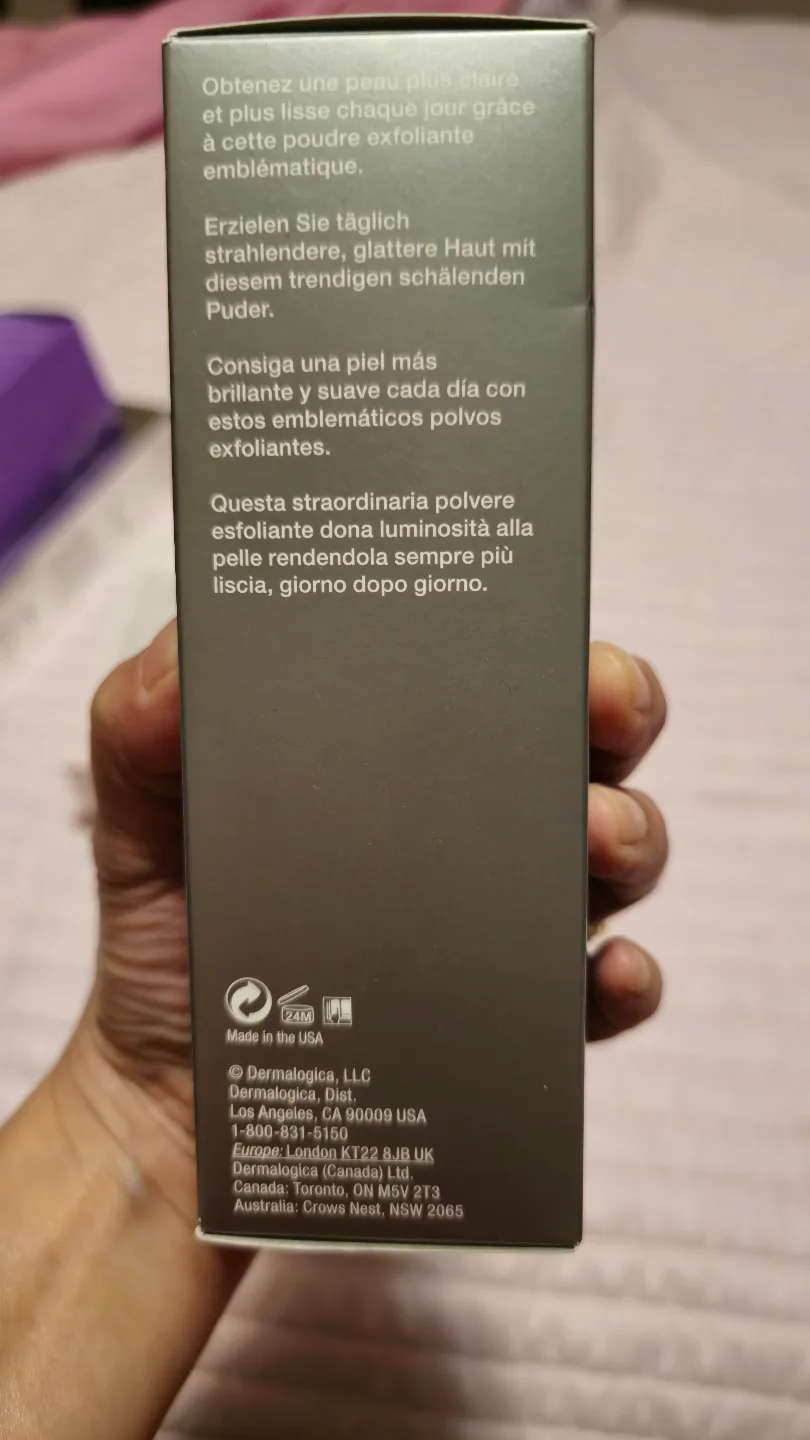 Obtenez une peau plus claire
et plus lisse chaque jour grâce
à cette poudre exfoliante
emblématique.
Erzielen Sie täglich
strahlendere, glattere Haut mit
diesem trendigen schälenden
Puder.
Consiga una piel más
brillante y suave cada día con
estos emblemáticos polvos
exfoliantes.
Questa straordinaria polvere
esfoliante dona luminosità alla
pelle rendendola sempre più
liscia, giorno dopo giorno.
24M
Made in the USA
© Dermalogica, LLC
Dermalogica, Dist.
Los Angeles, CA 90009 USA
1-800-831-5150
Europe: London KT22 8JB UK
Dermalogica (Canada) Ltd.
Canada: Toronto, ON M5V 2T3
Australia: Crows Nest, NSW 2065